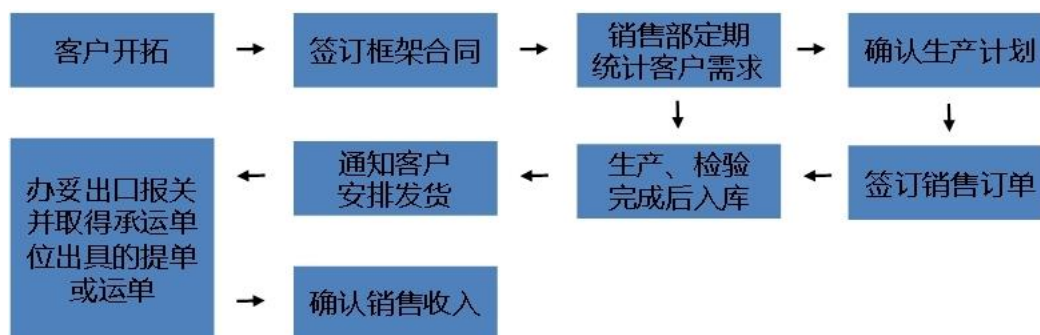 客户开拓
签订框架合同
销售部定期
统计客户需求
确认生产计划
办妥出口报关
并取得承运单
位出具的提单
或运单
通知客户
安排发货
生产、检验
完成后入库
签订销售订单
确认销售收入